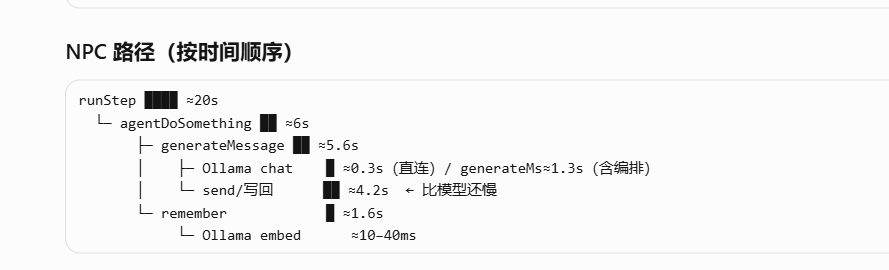 NPC 路径（按时间顺序）
runStep ████ ≈20s
└─ agentDoSomething ██ ≈6s
├─ generateMessage ██ ≈5.6s
│ ├─ Ollama chat █ ≈0.3s（直连）/ generateMs≈1.3s（含编排）
│ └─ send/写回 ██ ≈4.2s ← 比模型还慢
└─ remember █ ≈1.6s
└─ Ollama embed ≈10–40ms